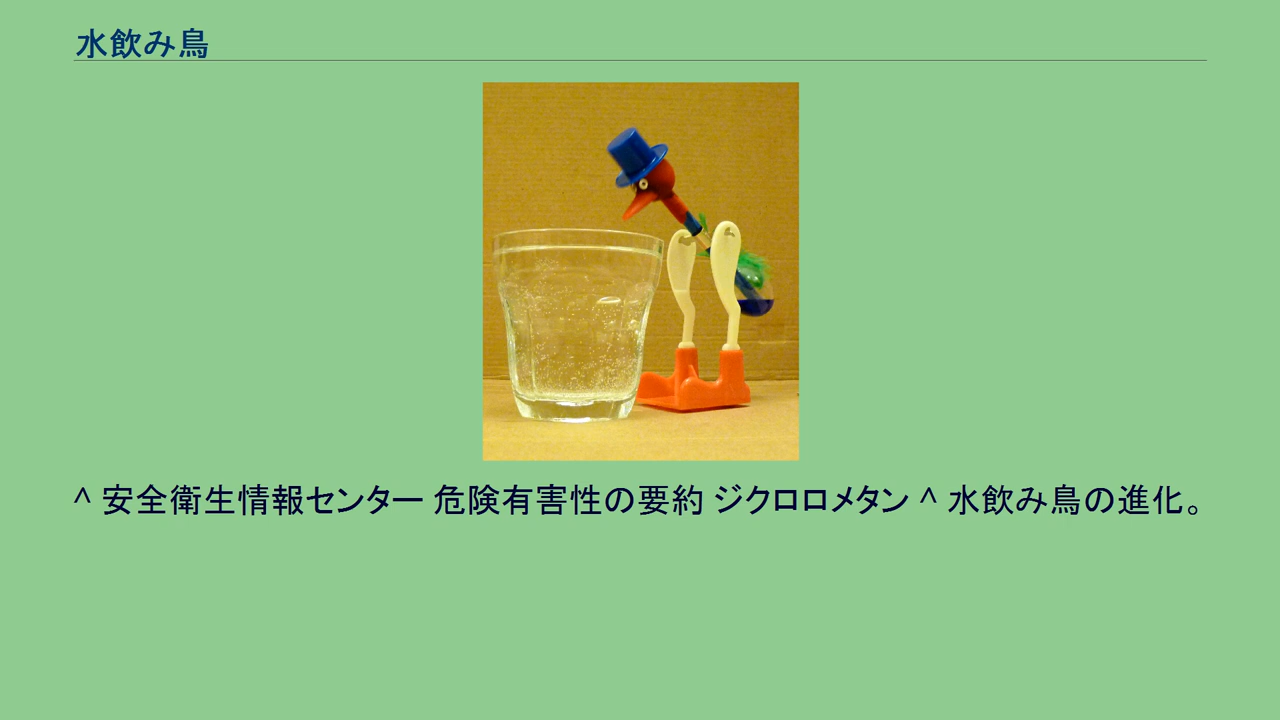 水飲み鳥
^ 安全衛生情報センター 危険有害性の要約 ジクロロメタン ^ 水飲み鳥の進化。